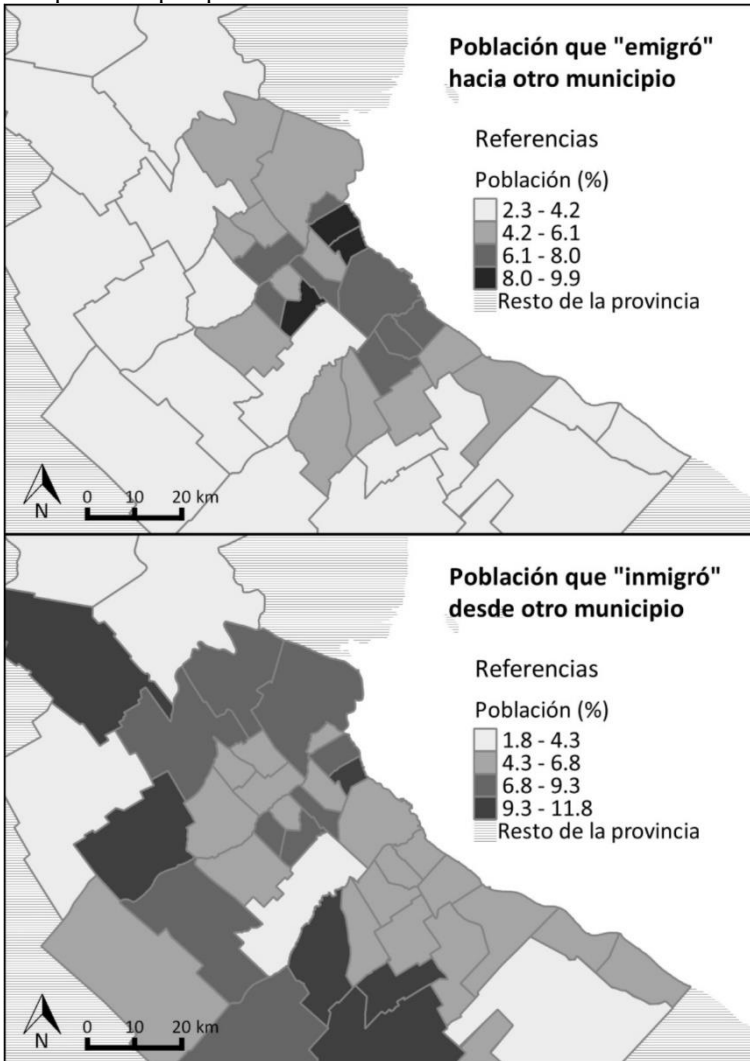 Población que "emigró"
hacia otro municipio
Referencias
Población (%)
2.3 - 4.2
4.2 - 6.1
6.1 - 8.0
8.0 - 9.9
Resto de la provincia
N
0 10 20 km
Población que "inmigró"
desde otro municipio
Referencias
Población (%)
1.8 - 4.3
4.3 - 6.8
6.8 - 9.3
9.3 - 11.8
Resto de la provincia
N
0 10 20 km